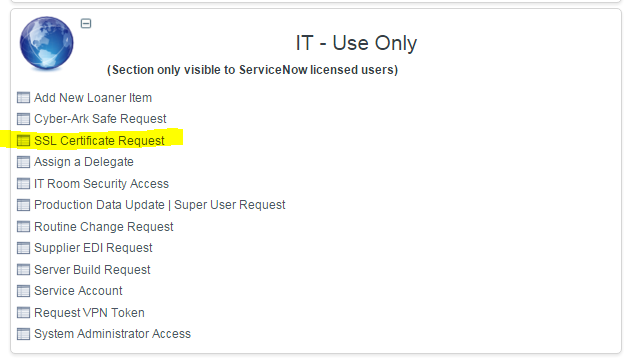 IT - Use Only
(Section only visible to ServiceNow licensed users)
Add New Loaner Item
Cyber-Ark Safe Request
SSL Certificate Request
Assign a Delegate
IT Room Security Access
Production Data Update | Super User Request
Routine Change Request
Supplier EDI Request
Server Build Request
Service Account
Request VPN Token
System Administrator Access